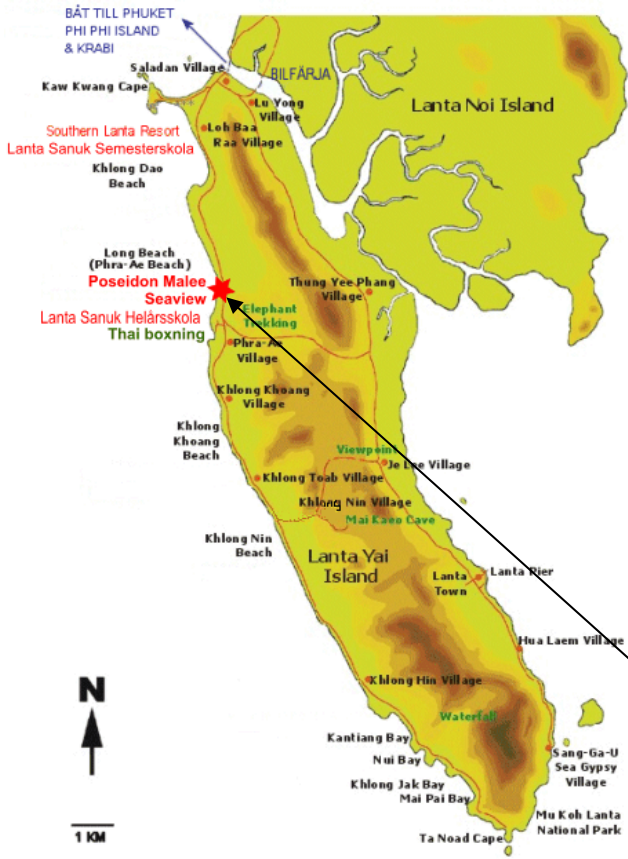 BÅT TILL PHUKET
PHI PHI ISLAND
& KRABI
Saladan Village
BILFÄRJA
Kaw Kwang Cape
Lu Yong
Village
Lanta Noi Island
Southern Lanta Resort
Loh Baa
Raa Village
Lanta Sanuk Semesterskola
Khlong Dao
Beach
Long Beach
(Phra-Ae Beach)
Poseidon Malee
Seaview
Thung Yee Phang
Village
Lanta Sanuk Helårsskola
Elephant
Trekking
Thai boxning
Phra-Ae
Village
Khlong Khoang
Village
Khlong
Khoang
Beach
Viewpoint
Je Lee Village
Khlong Toab Village
Khlong Nin Village
Mai Kaeo Cave
Khlong Nin
Beach
Lanta Yai
Island
Lanta Pier
Lanta
Town
Hua Laem Village
Khlong Hin Village
N
Waterfall
Kantiang Bay
Nui Bay
Sang-Ga-U
Sea Gypsy
Village
Khlong Jak Bay
Mai Pai Bay
Mu Koh Lanta
National Park
1 KM
Ta Noad Cape